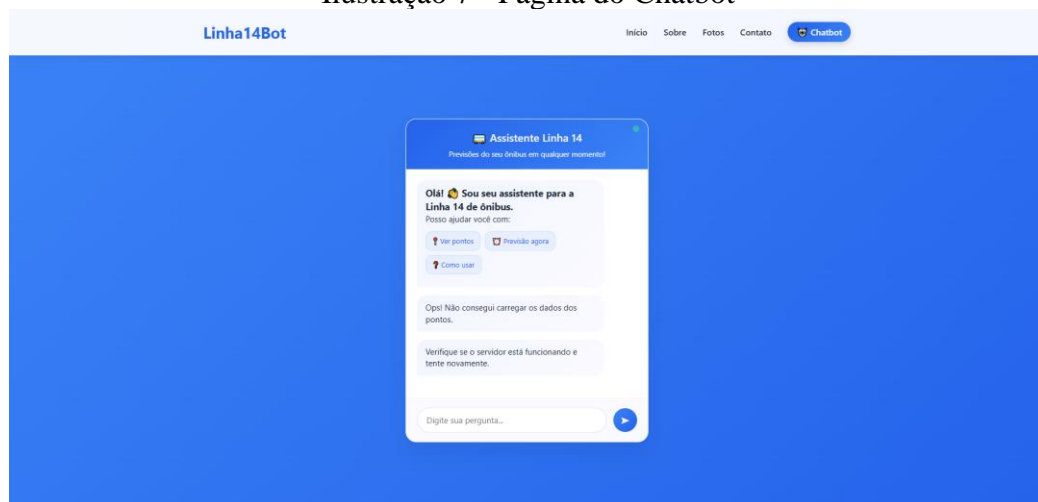 Ilustração 7 - Página do Chatbot
Linha14Bot
Início Sobre Fotos Contato Chatbot
Assistente Linha 14
Previsões do seu ônibus em qualquer momento!
Olá! Sou seu assistente para a
Linha 14 de ônibus.
Posso ajudar você com:
Ver pontos Previsão agora
Como usar
Ops! Não consegui carregar os dados dos
pontos.
Verifique se o servidor está funcionando e
tente novamente.
Digite sua pergunta...